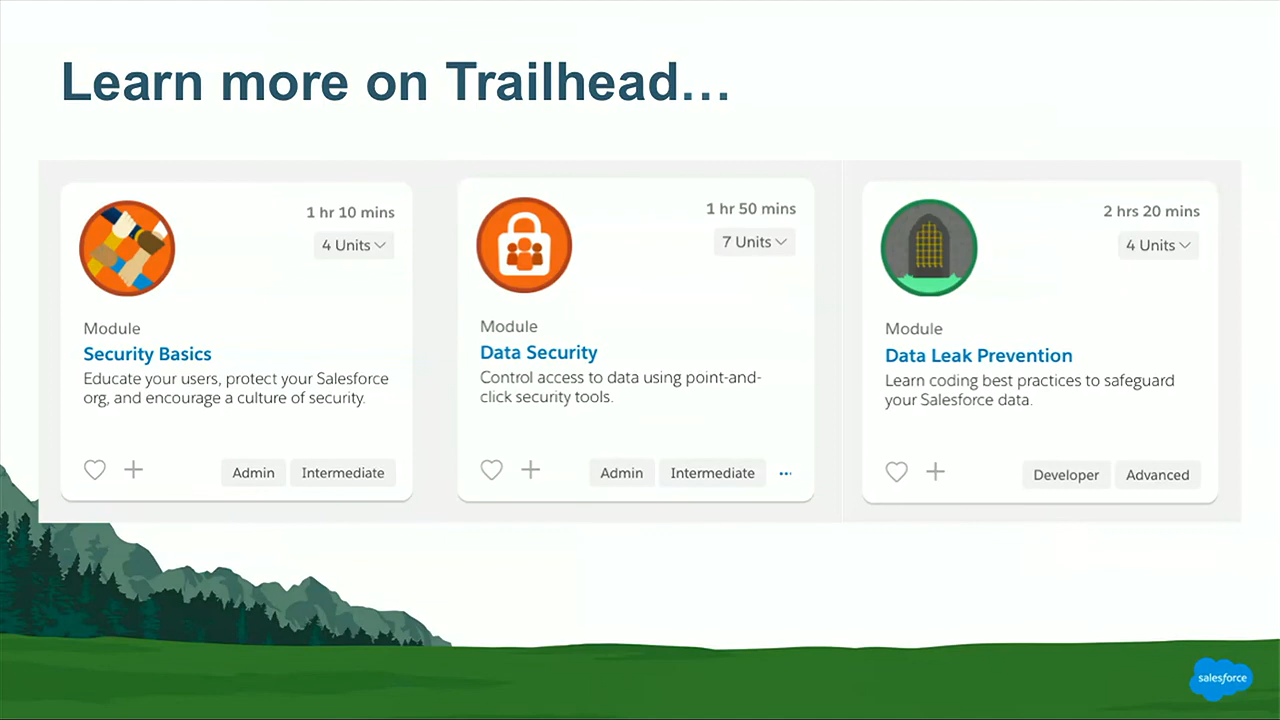 Learn more on Trailhead...
1 hr 10 mins
4 Units
Module
Security Basics
Educate your users, protect your Salesforce
org, and encourage a culture of security.
Admin
Intermediate
1 hr 50 mins
7 Units
Module
Data Security
Control access to data using point-and-
click security tools.
Admin
Intermediate
...
2 hrs 20 mins
4 Units
Module
Data Leak Prevention
Learn coding best practices to safeguard
your Salesforce data.
Developer
Advanced
salesforce